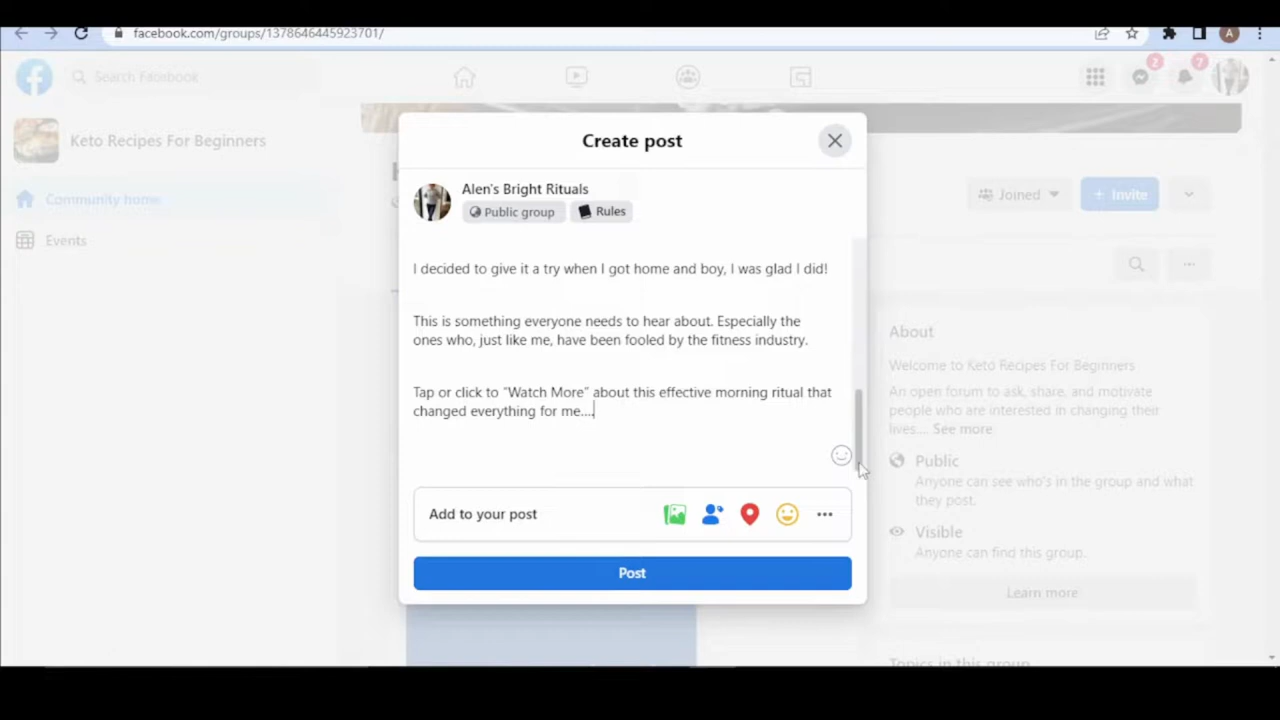 facebook.com/groups/1378646445923701/
Search Facebook
2
7
A
Keto Recipes For Beginners
Community home
Events
Create post
Alen's Bright Rituals
Public group
Rules
I decided to give it a try when I got home and boy, I was glad I did!
This is something everyone needs to hear about. Especially the
ones who, just like me, have been fooled by the fitness industry.
Tap or click to “Watch More” about this effective morning ritual that
changed everything for me...
Add to your post
Post
Joined
+ Invite
About
Welcome to Keto Recipes For Beginners
An open forum to ask, share, and motivate
people who are interested in changing their
lives.... See more
Public
Anyone can see who's in the group and what
they post.
Visible
Anyone can find this group.
Learn more
Topics in this group